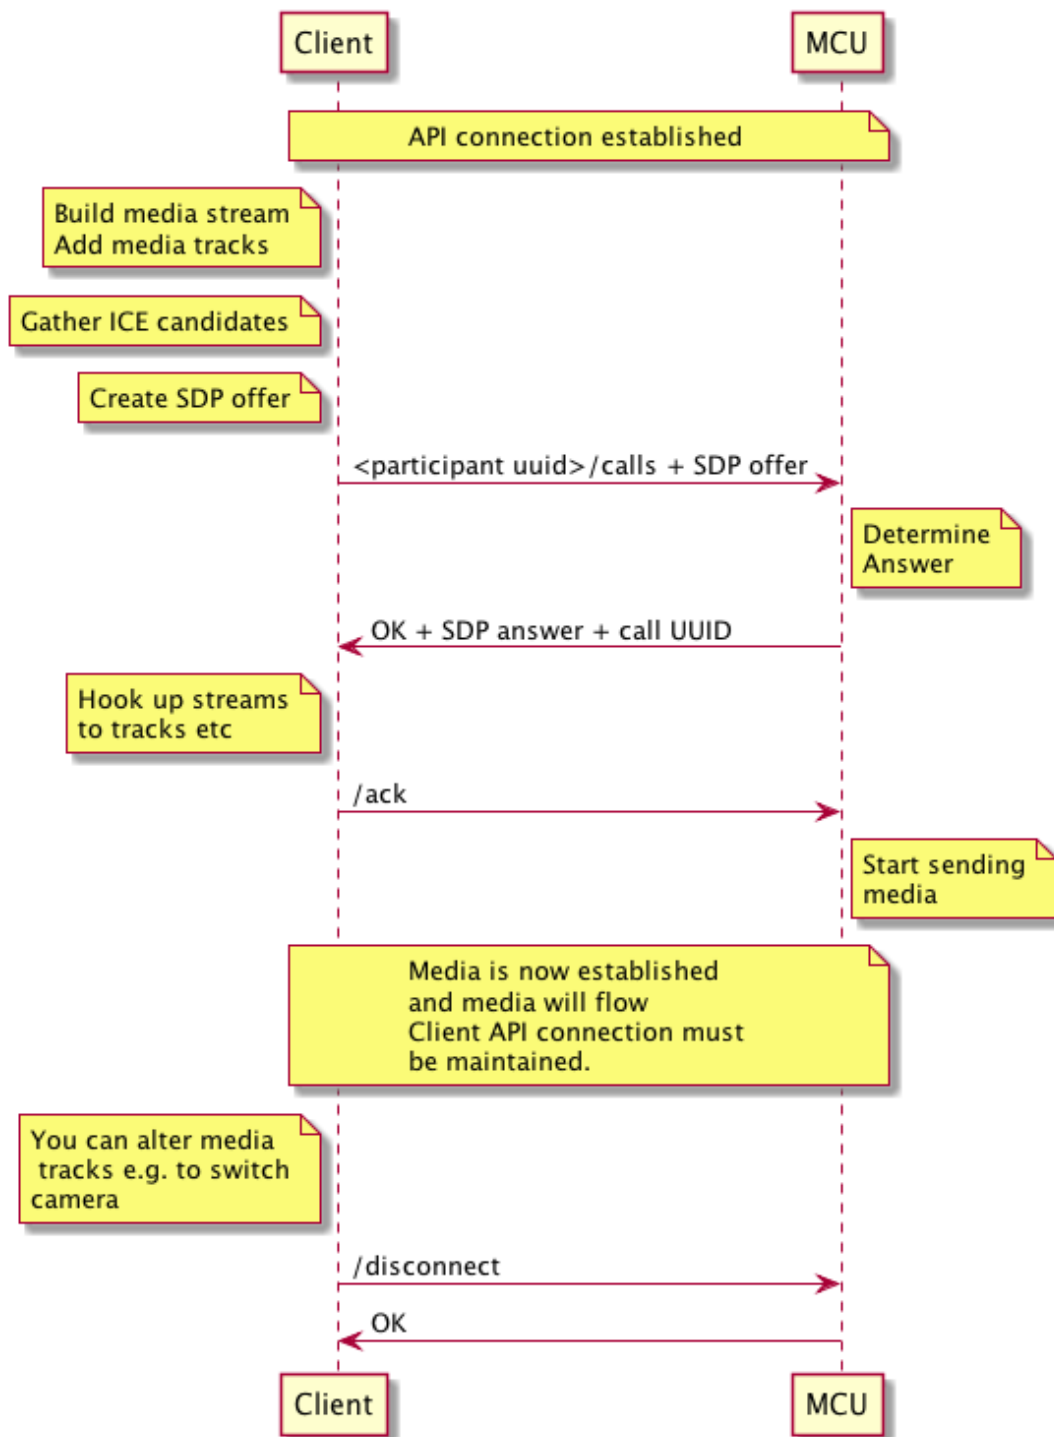 Client
MCU
API connection established
Build media stream
Add media tracks
Gather ICE candidates
Create SDP offer
<participant uuid>/calls + SDP offer
Determine
Answer
OK + SDP answer + call UUID
Hook up streams
to tracks etc
/ack
Start sending
media
Media is now established
and media will flow
Client API connection must
be maintained.
You can alter media
tracks e.g. to switch
camera
/disconnect
OK
Client
MCU